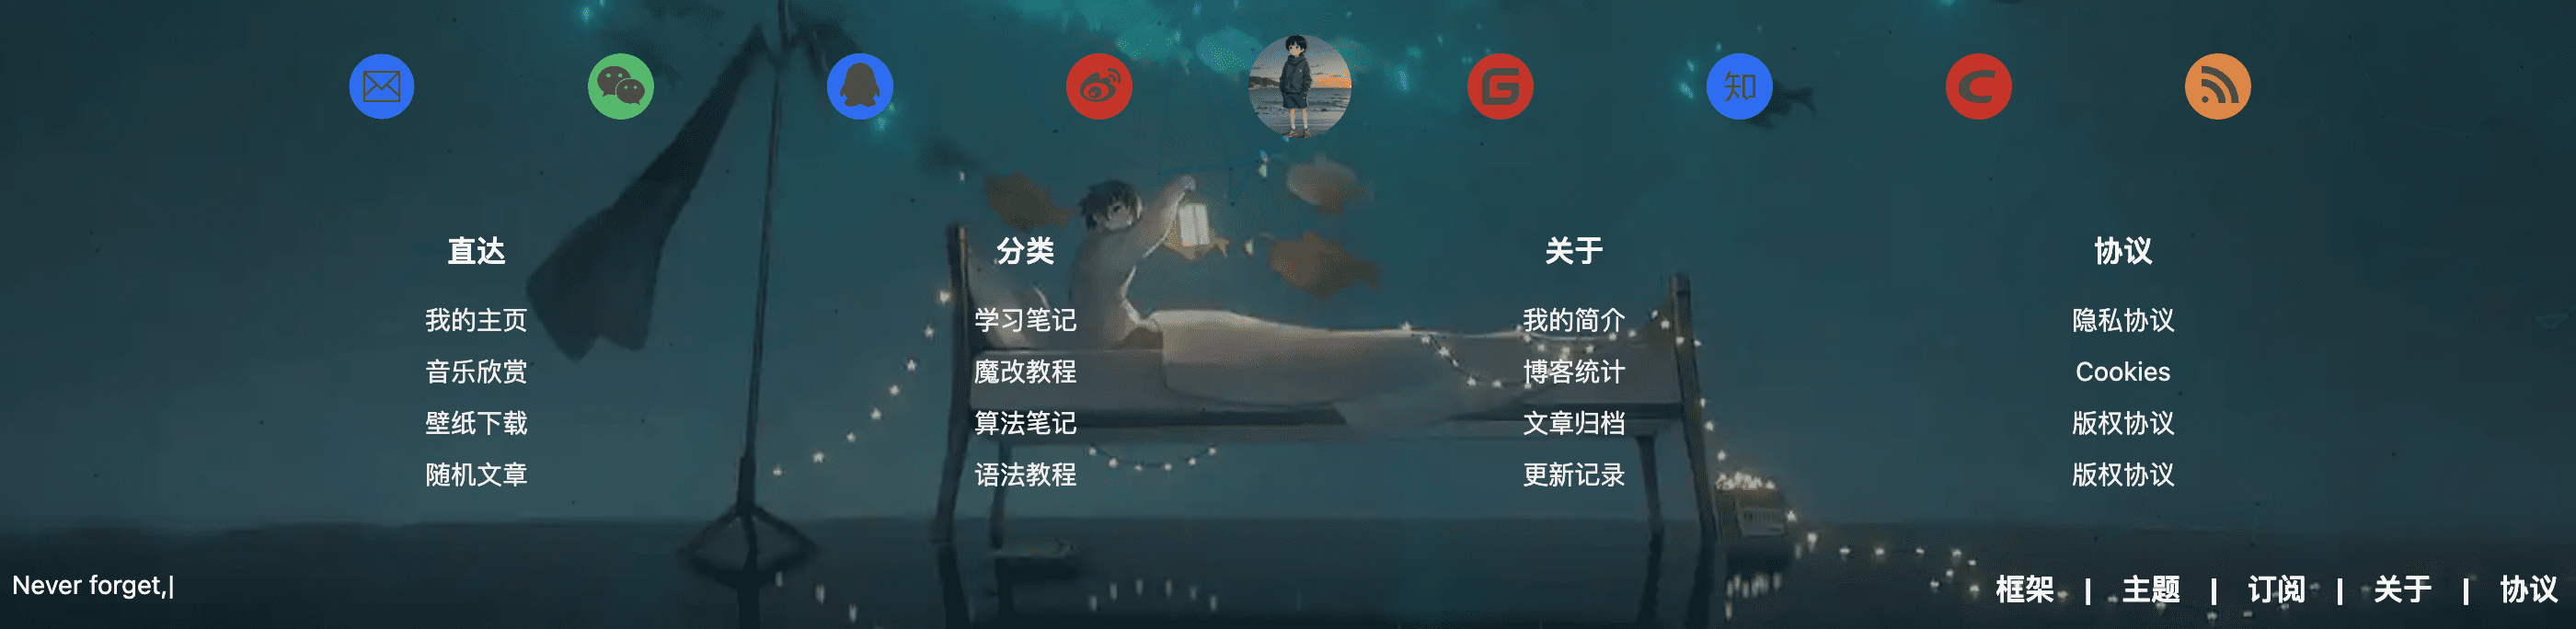 知
直达
我的主页
音乐欣赏
壁纸下载
随机文章
分类
学习笔记
魔改教程
算法笔记
语法教程
关于
我的简介
博客统计
文章归档
更新记录
协议
隐私协议
Cookies
版权协议
版权协议
Never forget,|
框架 | 主题 | 订阅 | 关于 | 协议